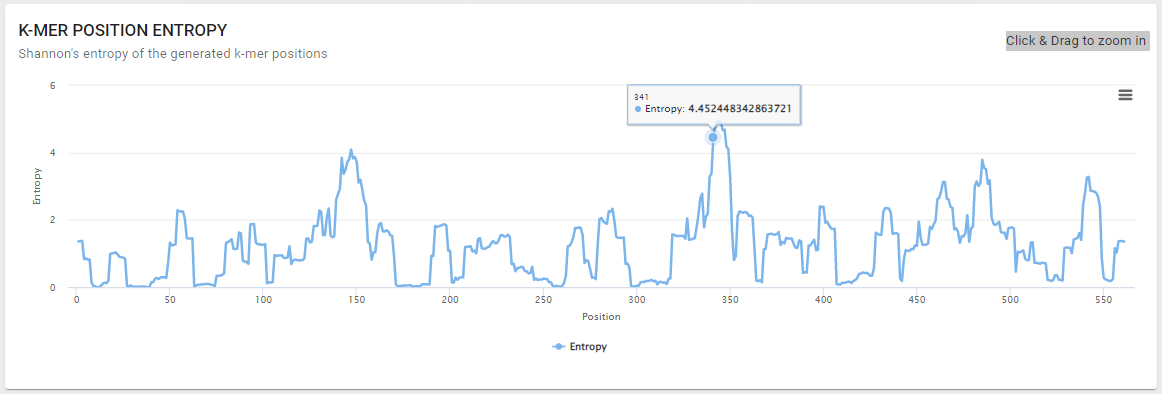 K-MER POSITION ENTROPY
Shannon's entropy of the generated k-mer positions
Click & Drag to zoom in
341
Entropy: 4.452448342863721
6
4
2
0
Entropy
0 50 100 150 200 250 300 350 400 450 500 550
Position
Entropy